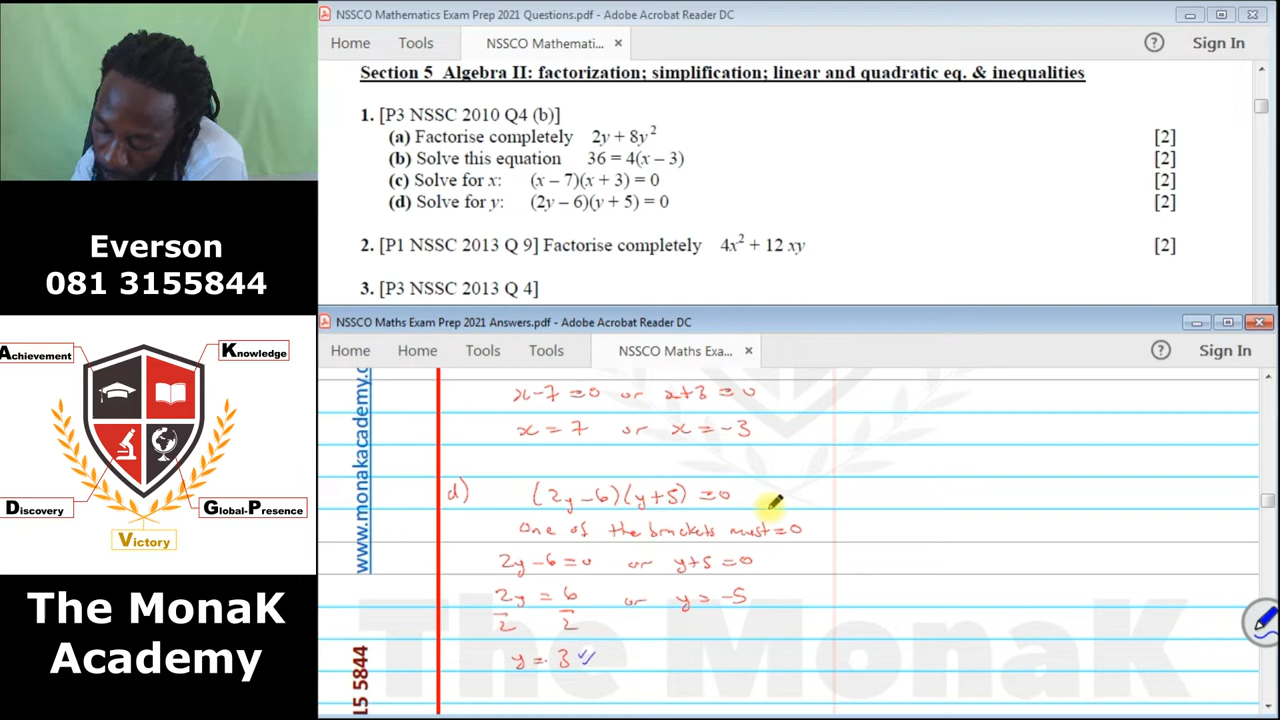 NSSCO Mathematics Exam Prep 2021 Questions.pdf - Adobe Acrobat Reader DC
Home Tools NSSCO Mathemati... × ? Sign In
Section 5 Algebra II: factorization; simplification; linear and quadratic eq. & inequalities
1. [P3 NSSC 2010 Q4 (b)]
(a) Factorise completely 2y + 8y² [2]
(b) Solve this equation 36 = 4(x – 3) [2]
(c) Solve for x: (x – 7)(x + 3) = 0 [2]
(d) Solve for y: (2y – 6)(y + 5) = 0 [2]
2. [P1 NSSC 2013 Q 9] Factorise completely 4x² + 12 xy [2]
3. [P3 NSSC 2013 Q 4]
Everson
081 3155844
Achievement
Knowledge
Discovery
Global-Presence
Victory
The MonaK
Academy
NSSCO Maths Exam Prep 2021 Answers.pdf - Adobe Acrobat Reader DC
Home Home Tools Tools NSSCO Maths Exa... × ? Sign In
www.monakacademy.c
L5 5844
x-7=0 or x+3=0
x=7 or x=-3
d) (2y-6)(y+5)=0
One of the brackets must=0
2y-6=0 or y+5=0
2y = 6 or y=-5
2 2
y = 3
The MonaK